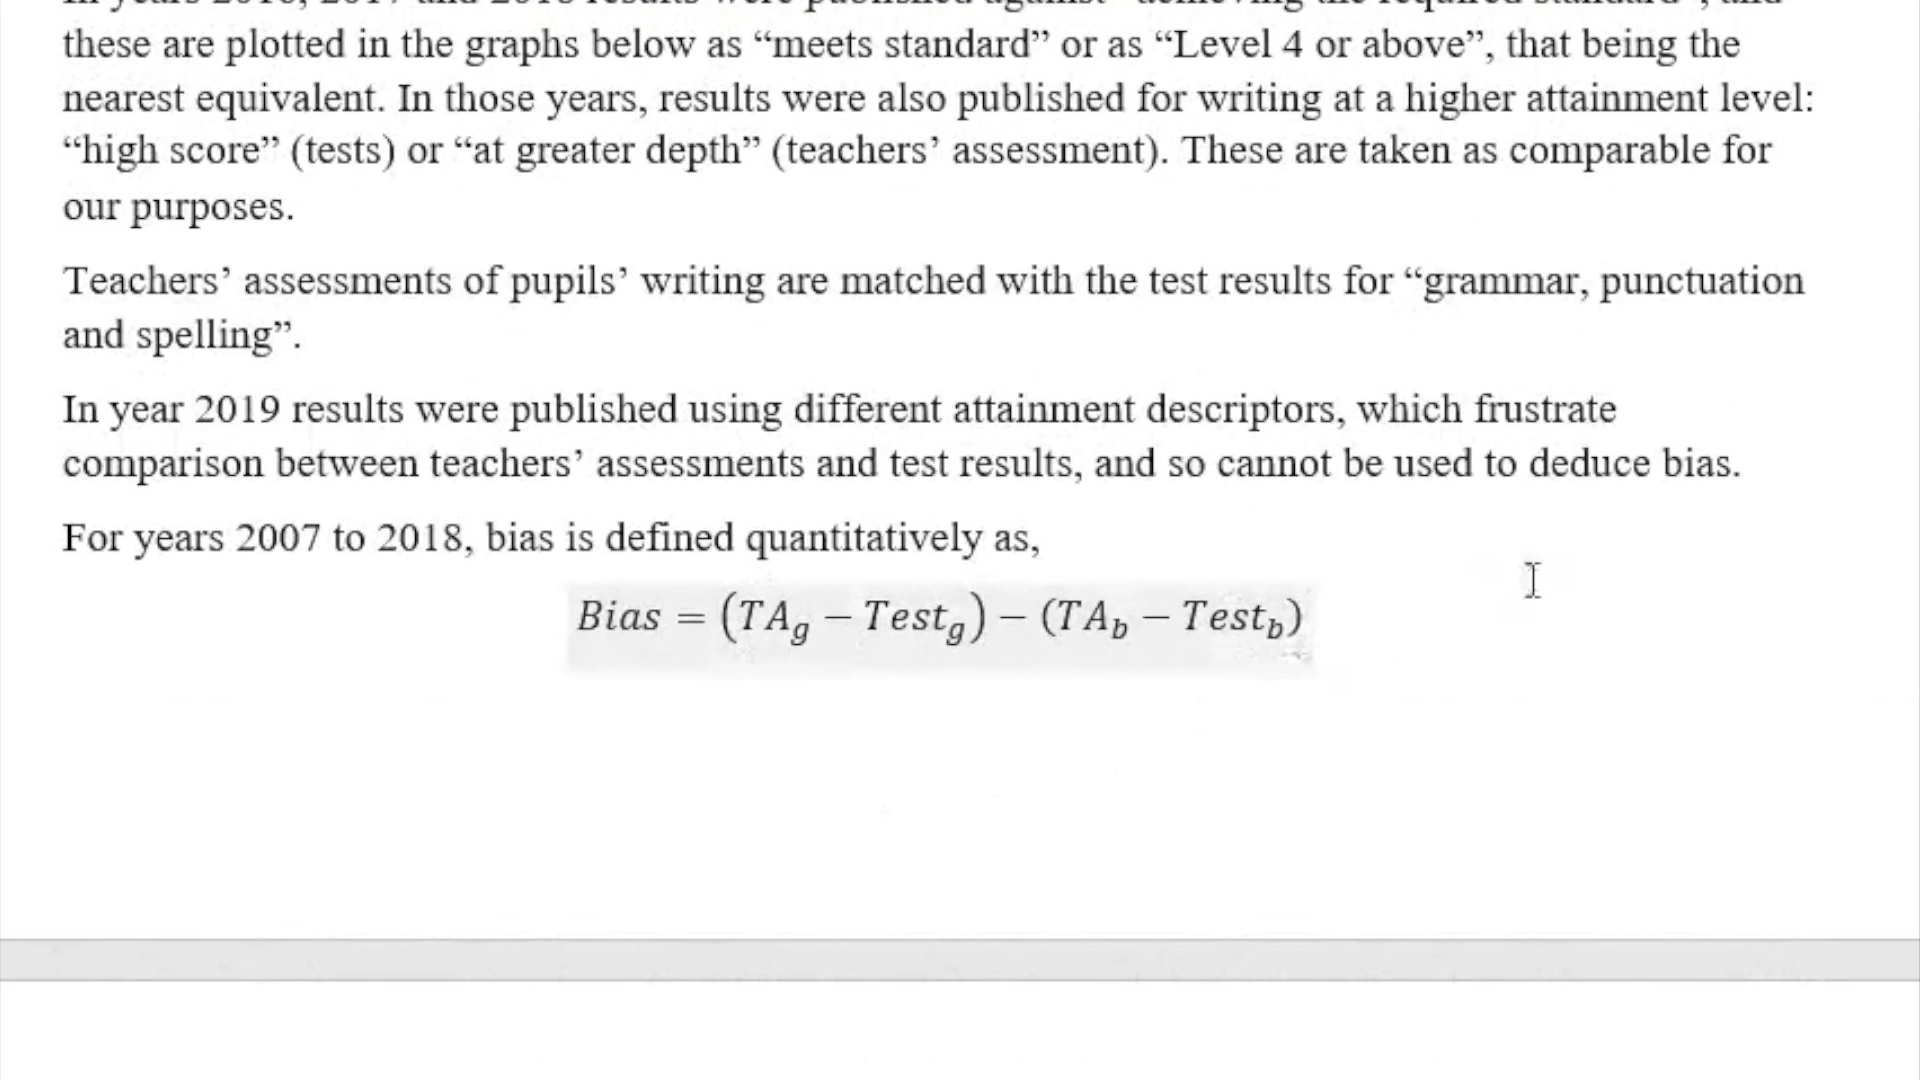 these are plotted in the graphs below as “meets standard” or as “Level 4 or above”, that being the
nearest equivalent. In those years, results were also published for writing at a higher attainment level:
“high score” (tests) or “at greater depth” (teachers’ assessment). These are taken as comparable for
our purposes.
Teachers’ assessments of pupils’ writing are matched with the test results for “grammar, punctuation
and spelling”.
In year 2019 results were published using different attainment descriptors, which frustrate
comparison between teachers’ assessments and test results, and so cannot be used to deduce bias.
For years 2007 to 2018, bias is defined quantitatively as,
Bias = (TA_g − Test_g) − (TA_b − Test_b)